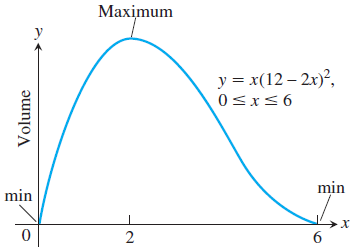 Maximum
y
y = x(12 – 2x)²,
0 ≤ x ≤ 6
Volume
min
min
x
0
2
6